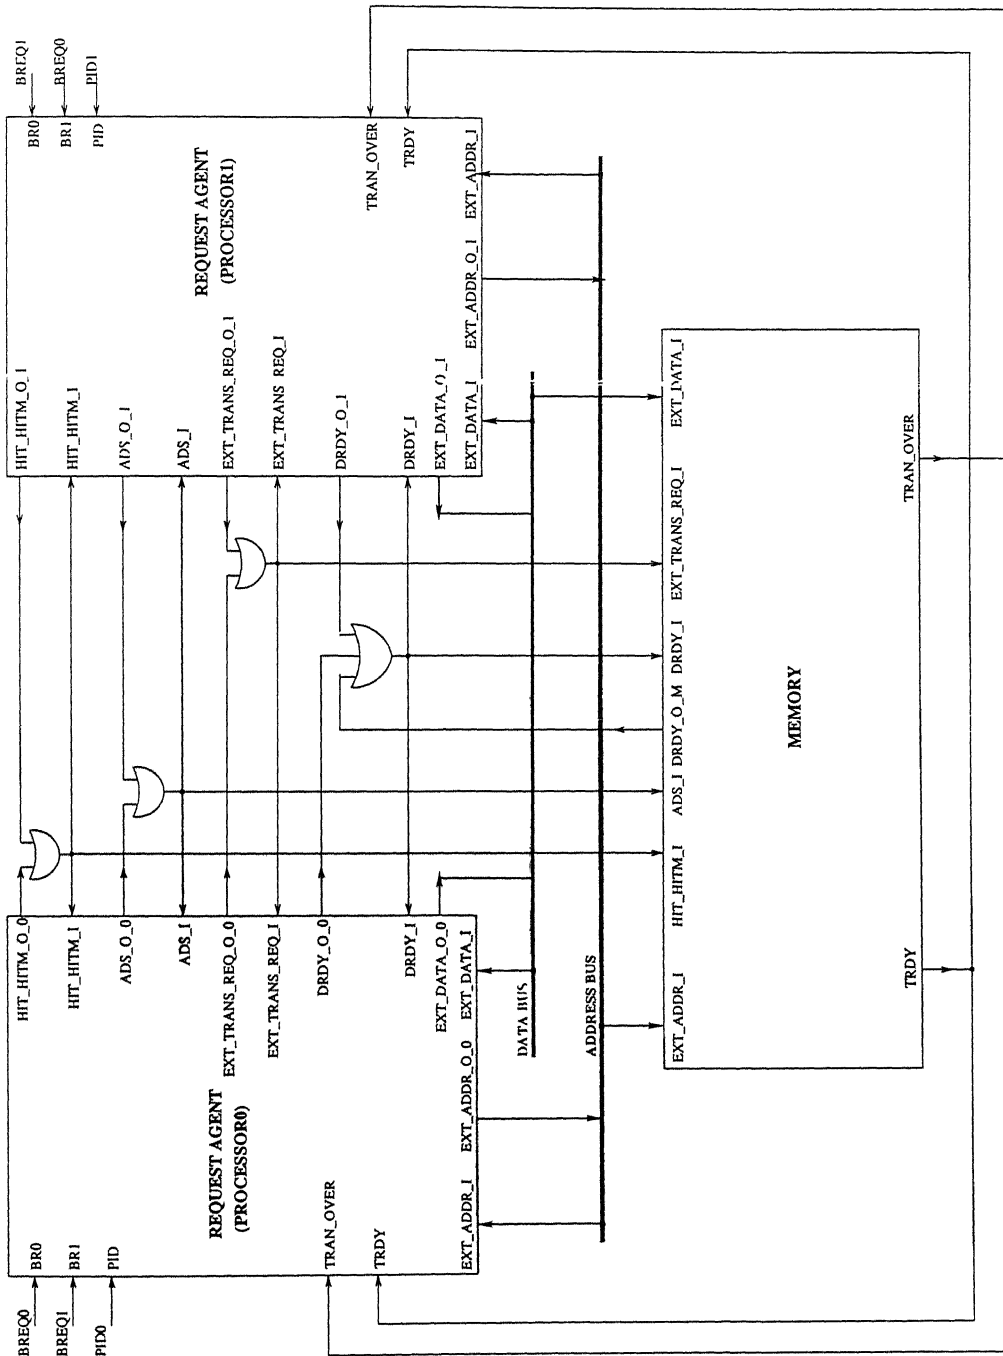 BREQ0
BREQ1
PID0
BR0
BR1
PID
REQUEST AGENT
(PROCESSOR0)
TRAN_OVER
TRDY
EXT_ADDR_I
EXT_ADDR_O_0
HIT_HITM_O_0
HIT_HITM_I
ADS_O_0
ADS_I
EXT_TRANS_REQ_O_0
EXT_TRANS_REQ_I
DRDY_O_0
DRDY_I
EXT_DATA_O_0
EXT_DATA_I
HIT_HITM_O_1
HIT_HITM_I
ADS_O_1
ADS_I
EXT_TRANS_REQ_O_1
EXT_TRANS REQ_I
DRDY_O_1
DRDY_I
EXT_DATA_O_I
EXT_DATA_I
REQUEST AGENT
(PROCESSOR1)
BREQ1
BREQ0
PID1
BR0
BR1
PID
TRAN_OVER
TRDY
EXT_ADDR_O_1
EXT_ADDR_I
DATA BUS
ADDRESS BUS
EXT_ADDR_I
HIT_HITM_I
ADS_I
DRDY_O_M
DRDY_I
EXT_TRANS_REQ_I
EXT_DATA_I
MEMORY
TRDY
TRAN_OVER